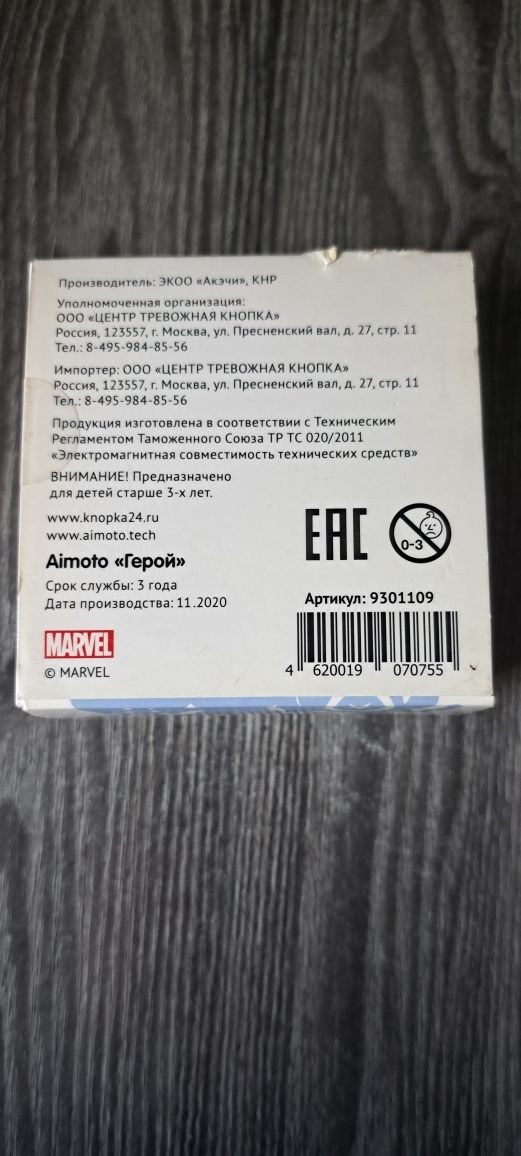 Производитель: ЭКОО «Акэчи», КНР
Уполномоченная организация:
ООО «ЦЕНТР ТРЕВОЖНАЯ КНОПКА»
Россия, 123557, г. Москва, ул. Пресненский вал, д. 27, стр. 11
Тел.: 8-495-984-85-56
Импортер: ООО «ЦЕНТР ТРЕВОЖНАЯ КНОПКА»
Россия, 123557, г. Москва, ул. Пресненский вал, д. 27, стр. 11
Тел.: 8-495-984-85-56
Продукция изготовлена в соответствии с Техническим
Регламентом Таможенного Союза ТР ТС 020/2011
«Электромагнитная совместимость технических средств»
ВНИМАНИЕ! Предназначено
для детей старше 3-х лет.
www.knopka24.ru
www.aimoto.tech
EAC
0-3
Aimoto «Герой»
Срок службы: 3 года
Дата производства: 11.2020
Артикул: 9301109
4 620019 070755
MARVEL
© MARVEL